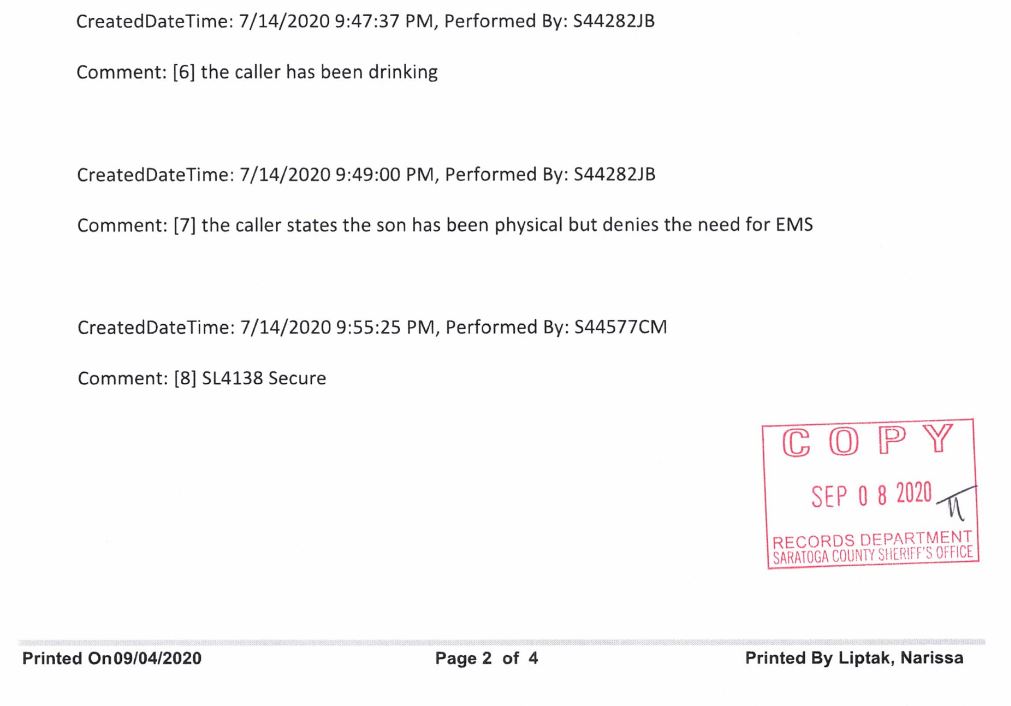 CreatedDateTime: 7/14/2020 9:47:37 PM, Performed By: S44282JB
Comment: [6] the caller has been drinking
CreatedDateTime: 7/14/2020 9:49:00 PM, Performed By: S44282JB
Comment: [7] the caller states the son has been physical but denies the need for EMS
CreatedDateTime: 7/14/2020 9:55:25 PM, Performed By: S44577CM
Comment: [8] SL4138 Secure
COPY
SEP 08 2020
RECORDS DEPARTMENT
SARATOGA COUNTY SHERIFF'S OFFICE
Printed On09/04/2020 Page 2 of 4 Printed By Liptak, Narissa